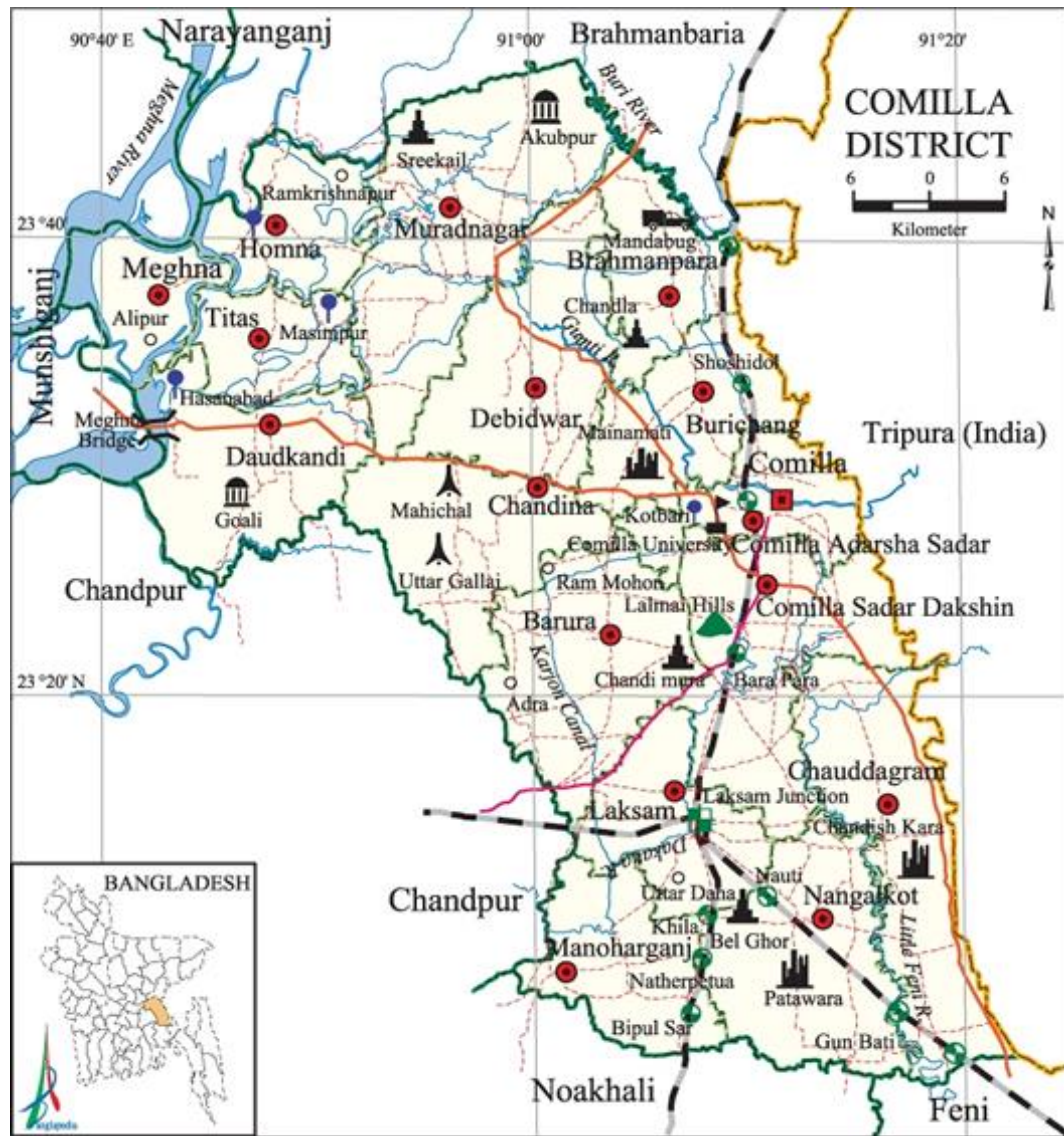 90°40' E
Narayanganj
91°00'
Brahmanbaria
91°20'
COMILLA
DISTRICT
6 0 6
Kilometer
N
Meghna River
Buri River
Akubpur
Sreekail
Ramkrishnapur
23°40'
Homna
Muradnagar
Mandabug
Brahmanpara
Meghna
Alipur
Titas
Masimpur
Chandla
Gumti R.
Shoshidol
Munshiganj
Hasanabad
Meghna
Bridge
Debidwar
Burichang
Mainamati
Tripura (India)
Daudkandi
Comilla
Goali
Mahichal
Chandina
Kotbari
Comilla University
Comilla Adarsha Sadar
Chandpur
Uttar Gallai
Ram Mohon
Lalmai Hills
Comilla Sadar Dakshin
Barura
Karjon Canal
Chandi mura
Bara Para
23°20' N
Adra
Chauddagram
Laksam
Laksam Junction
Chandish Kara
Dakatia R.
BANGLADESH
Chandpur
Uttar Daha
Nauti
Nangalkot
Khila
Bel Ghor
Little Feni R.
Manoharganj
Natherpetua
Patawara
Bipul Sar
Gun Bati
Noakhali
Feni
Banglapedia